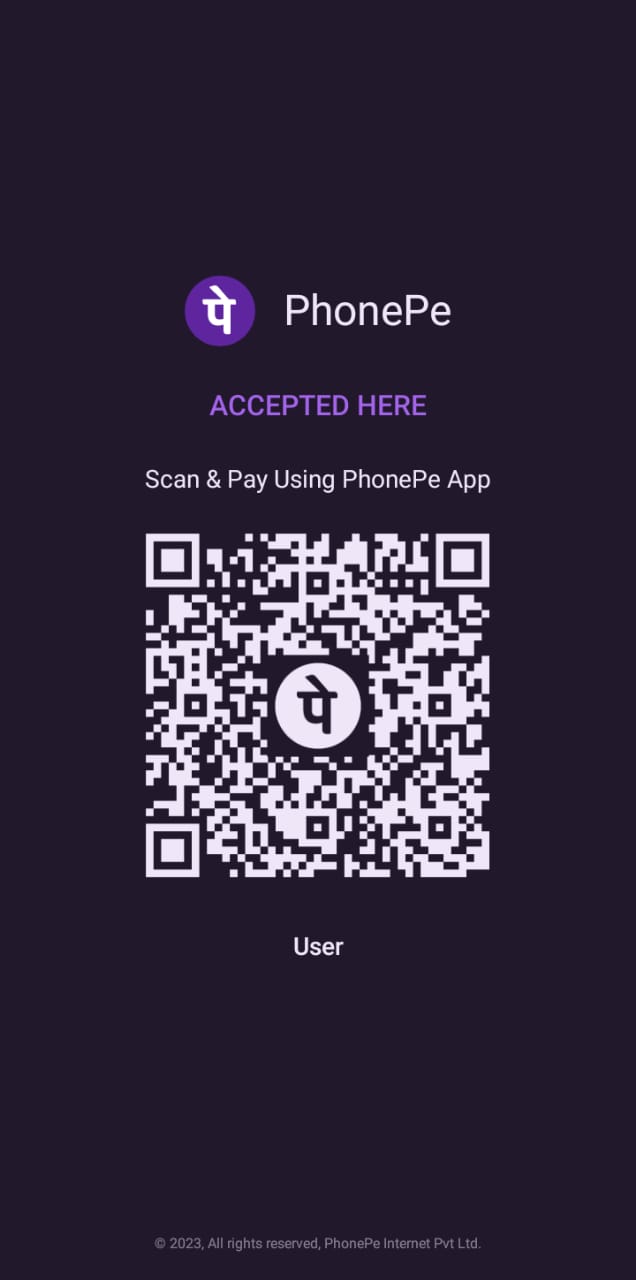 पे PhonePe
ACCEPTED HERE
Scan & Pay Using PhonePe App
पे
User
© 2023, All rights reserved, PhonePe Internet Pvt Ltd.